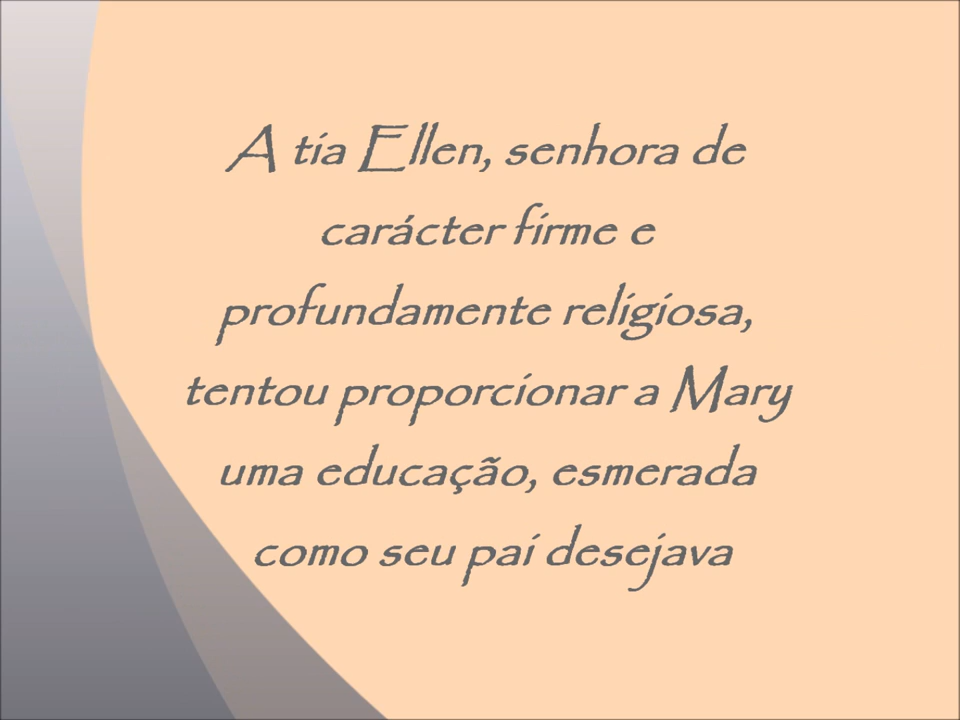 A tia Ellen, senhora de
carácter firme e
profundamente religiosa,
tentou proporcionar a Mary
uma educação, esmerada
como seu pai desejava